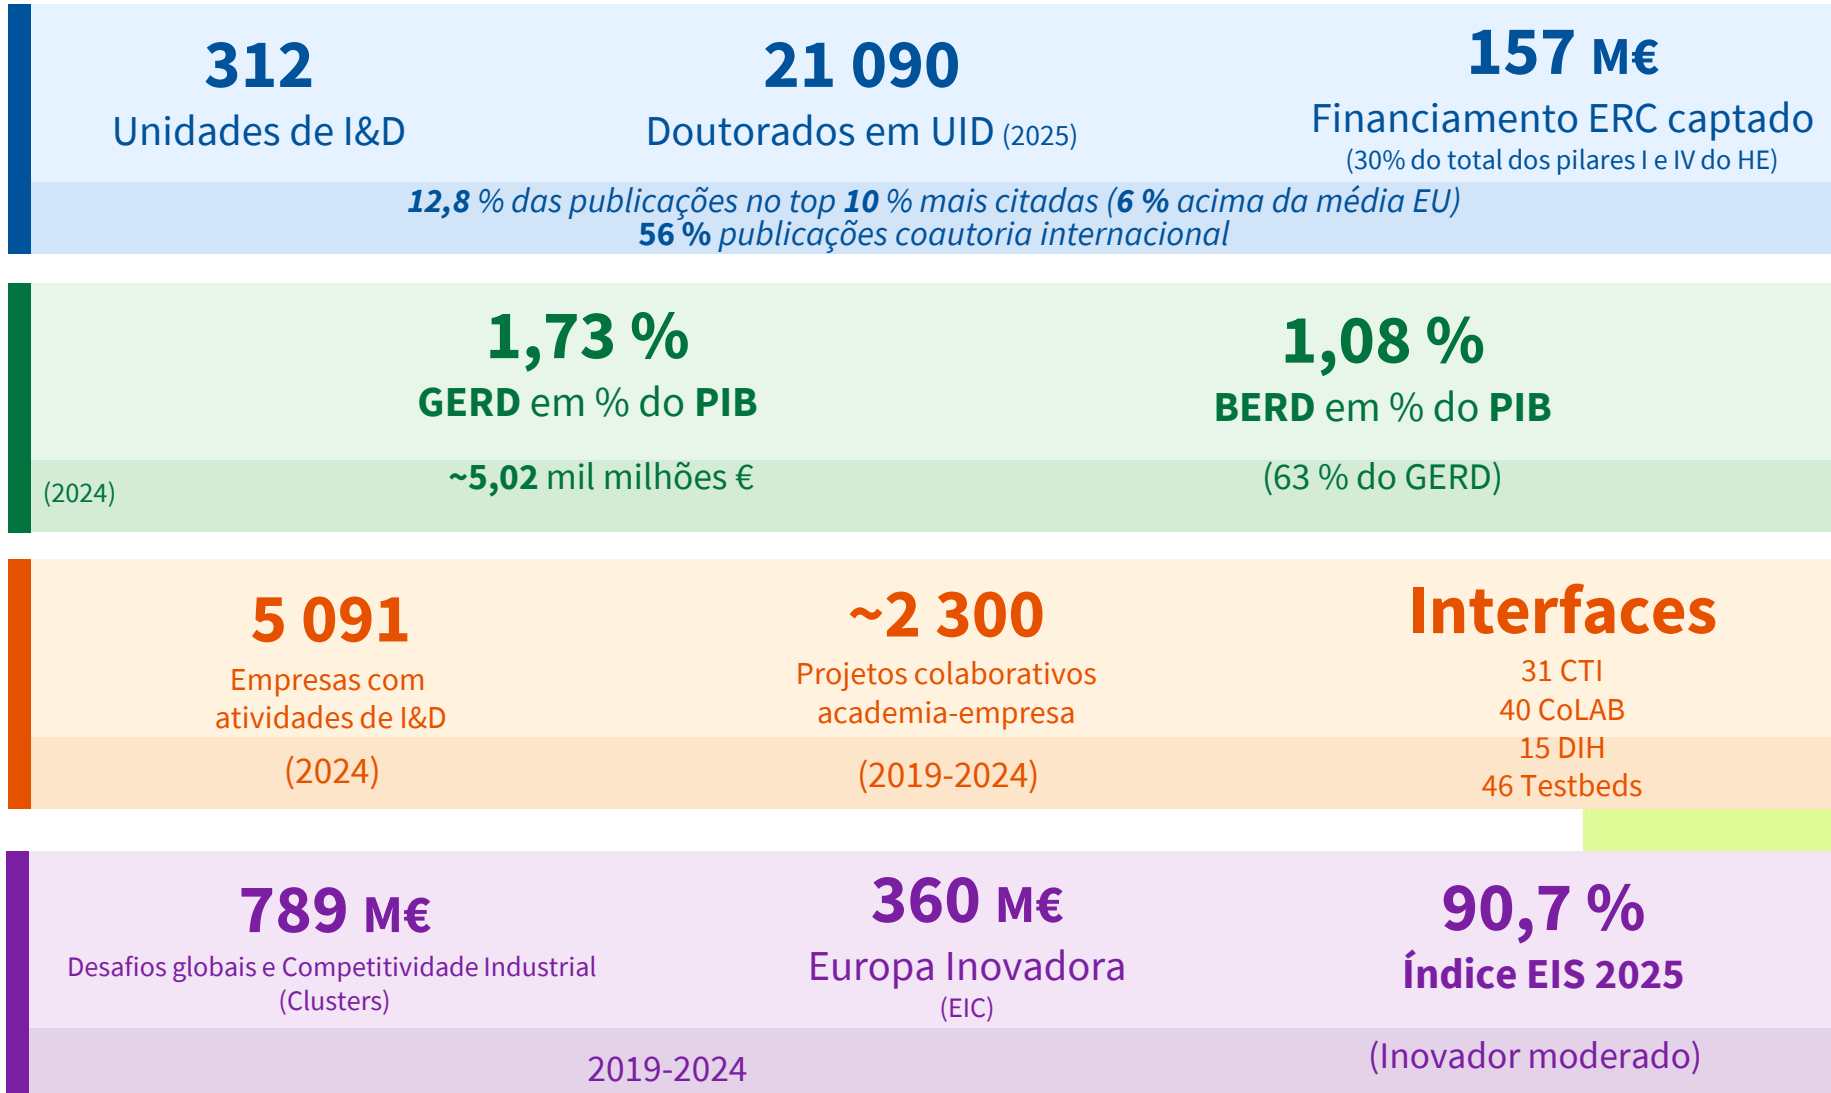 312
Unidades de I&D
21 090
Doutorados em UID (2025)
157 M€
Financiamento ERC captado
(30% do total dos pilares I e IV do HE)
12,8 % das publicações no top 10 % mais citadas (6 % acima da média EU)
56 % publicações coautoria internacional
1,73 %
GERD em % do PIB
~5,02 mil milhões €
1,08 %
BERD em % do PIB
(63 % do GERD)
(2024)
5 091
Empresas com
atividades de I&D
(2024)
~2 300
Projetos colaborativos
academia-empresa
(2019-2024)
Interfaces
31 CTI
40 CoLAB
15 DIH
46 Testbeds
789 M€
Desafios globais e Competitividade Industrial
(Clusters)
360 M€
Europa Inovadora
(EIC)
2019-2024
90,7 %
Índice EIS 2025
(Inovador moderado)